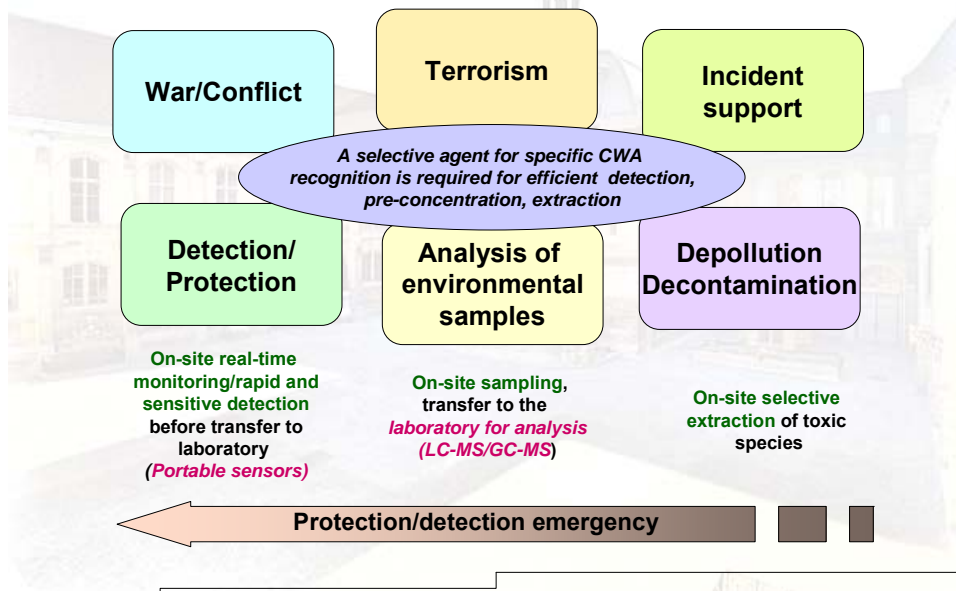 War/Conflict
Terrorism
Incident
support
A selective agent for specific CWA
recognition is required for efficient detection,
pre-concentration, extraction
Detection/
Protection
Analysis of
environmental
samples
Depollution
Decontamination
On-site real-time
monitoring/rapid and
sensitive detection
before transfer to
laboratory
(Portable sensors)
On-site sampling,
transfer to the
laboratory for analysis
(LC-MS/GC-MS)
On-site selective
extraction of toxic
species
Protection/detection emergency